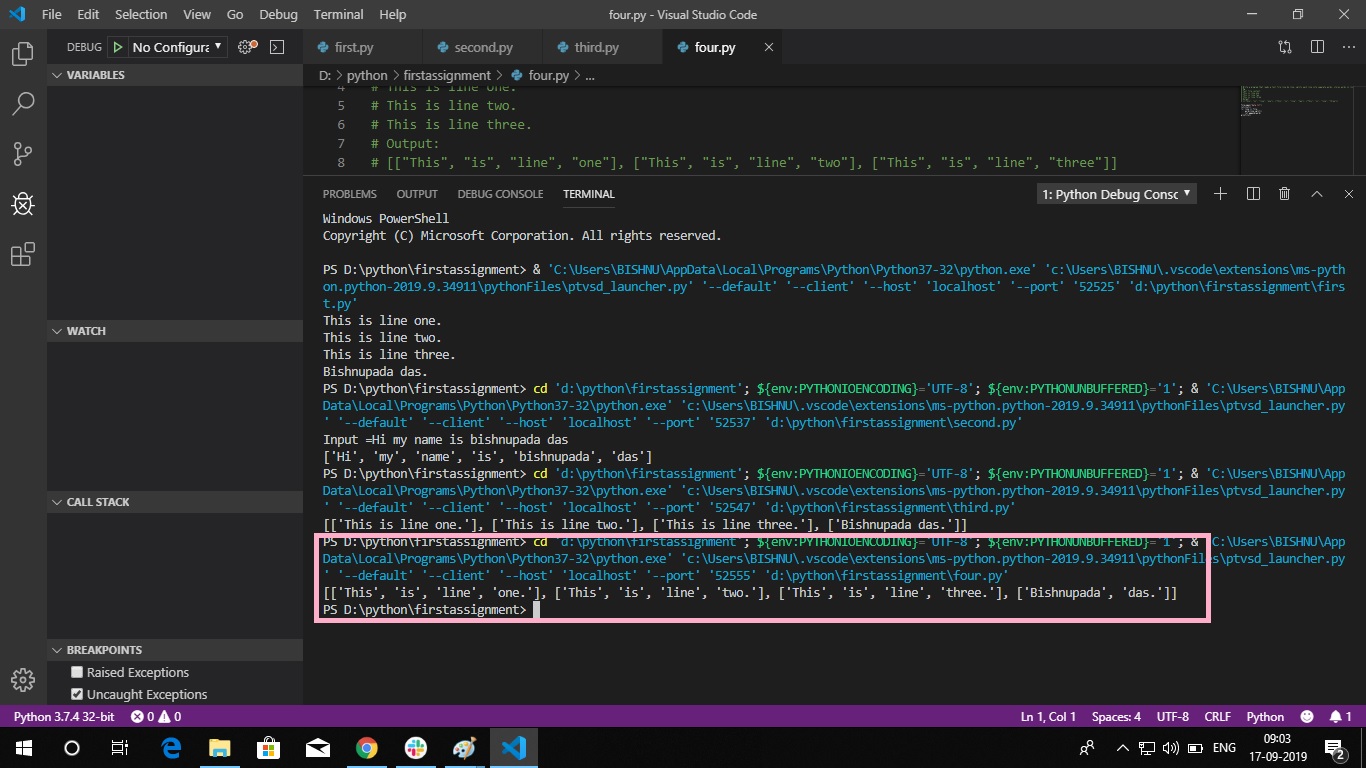 File Edit Selection View Go Debug Terminal Help four.py - Visual Studio Code
DEBUG No Configura
first.py second.py third.py four.py
D: > python > firstassignment > four.py > ...
VARIABLES
4 # This is line one.
5 # This is line two.
6 # This is line three.
7 # Output:
8 # [["This", "is", "line", "one"], ["This", "is", "line", "two"], ["This", "is", "line", "three"]]
PROBLEMS OUTPUT DEBUG CONSOLE TERMINAL 1: Python Debug Consc
Windows PowerShell
Copyright (C) Microsoft Corporation. All rights reserved.
PS D:\python\firstassignment> & 'C:\Users\BISHNU\AppData\Local\Programs\Python\Python37-32\python.exe' 'c:\Users\BISHNU\.vscode\extensions\ms-pyth
on.python-2019.9.34911\pythonFiles\ptvsd_launcher.py' '--default' '--client' '--host' 'localhost' '--port' '52525' 'd:\python\firstassignment\firs
t.py'
This is line one.
This is line two.
This is line three.
Bishnupada das.
PS D:\python\firstassignment> cd 'd:\python\firstassignment'; ${env:PYTHONIOENCODING}='UTF-8'; ${env:PYTHONUNBUFFERED}='1'; & 'C:\Users\BISHNU\App
Data\Local\Programs\Python\Python37-32\python.exe' 'c:\Users\BISHNU\.vscode\extensions\ms-python.python-2019.9.34911\pythonFiles\ptvsd_launcher.py
' '--default' '--client' '--host' 'localhost' '--port' '52537' 'd:\python\firstassignment\second.py'
Input =Hi my name is bishnupada das
['Hi', 'my', 'name', 'is', 'bishnupada', 'das']
PS D:\python\firstassignment> cd 'd:\python\firstassignment'; ${env:PYTHONIOENCODING}='UTF-8'; ${env:PYTHONUNBUFFERED}='1'; & 'C:\Users\BISHNU\App
Data\Local\Programs\Python\Python37-32\python.exe' 'c:\Users\BISHNU\.vscode\extensions\ms-python.python-2019.9.34911\pythonFiles\ptvsd_launcher.py
' '--default' '--client' '--host' 'localhost' '--port' '52547' 'd:\python\firstassignment\third.py'
[['This is line one.'], ['This is line two.'], ['This is line three.'], ['Bishnupada das.']]
PS D:\python\firstassignment> cd 'd:\python\firstassignment'; ${env:PYTHONIOENCODING}='UTF-8'; ${env:PYTHONUNBUFFERED}='1'; & 'C:\Users\BISHNU\App
Data\Local\Programs\Python\Python37-32\python.exe' 'c:\Users\BISHNU\.vscode\extensions\ms-python.python-2019.9.34911\pythonFiles\ptvsd_launcher.py
' '--default' '--client' '--host' 'localhost' '--port' '52555' 'd:\python\firstassignment\four.py'
[['This', 'is', 'line', 'one.'], ['This', 'is', 'line', 'two.'], ['This', 'is', 'line', 'three.'], ['Bishnupada', 'das.']]
PS D:\python\firstassignment>
WATCH
CALL STACK
BREAKPOINTS
Raised Exceptions
Uncaught Exceptions
Python 3.7.4 32-bit 0 0 Ln 1, Col 1 Spaces: 4 UTF-8 CRLF Python 1
ENG 09:03
17-09-2019 2